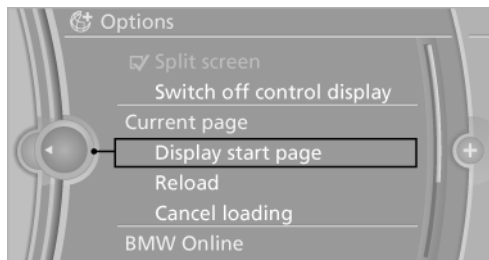 Options
Split screen
Switch off control display
Current page
Display start page
Reload
Cancel loading
BMW Online